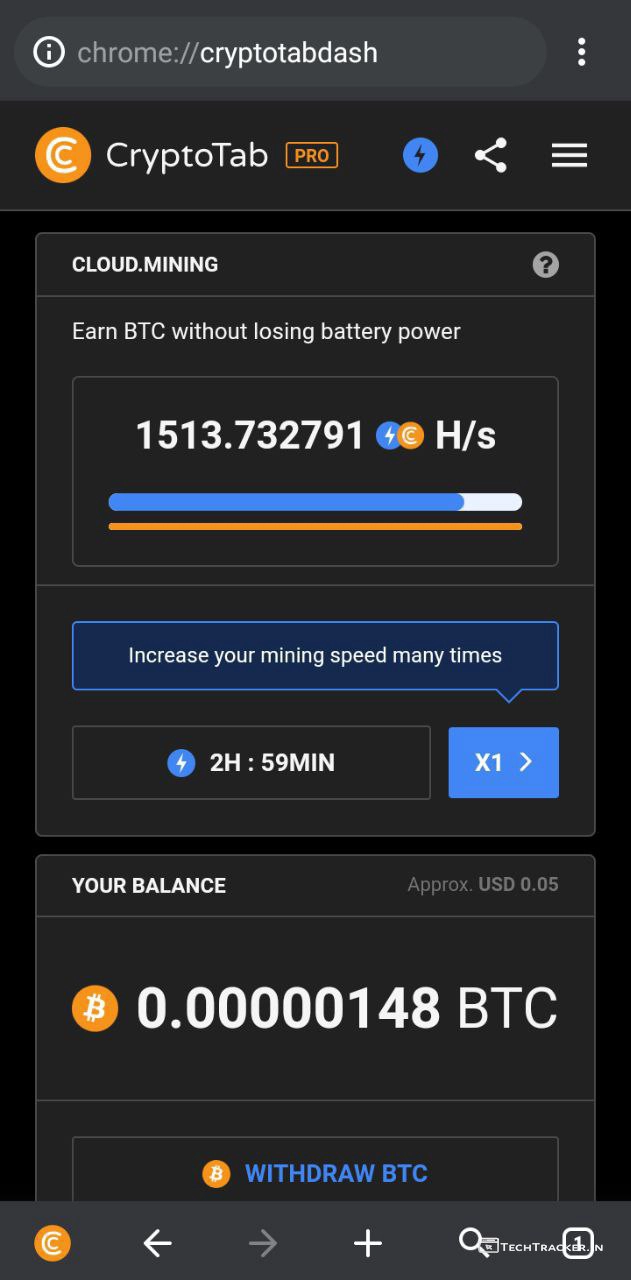 chrome://cryptotabdash
CryptoTab PRO
CLOUD.MINING
Earn BTC without losing battery power
1513.732791 H/s
Increase your mining speed many times
2H : 59MIN
X1
YOUR BALANCE Approx. USD 0.05
0.00000148 BTC
WITHDRAW BTC
TECHTRACKER.IN
1